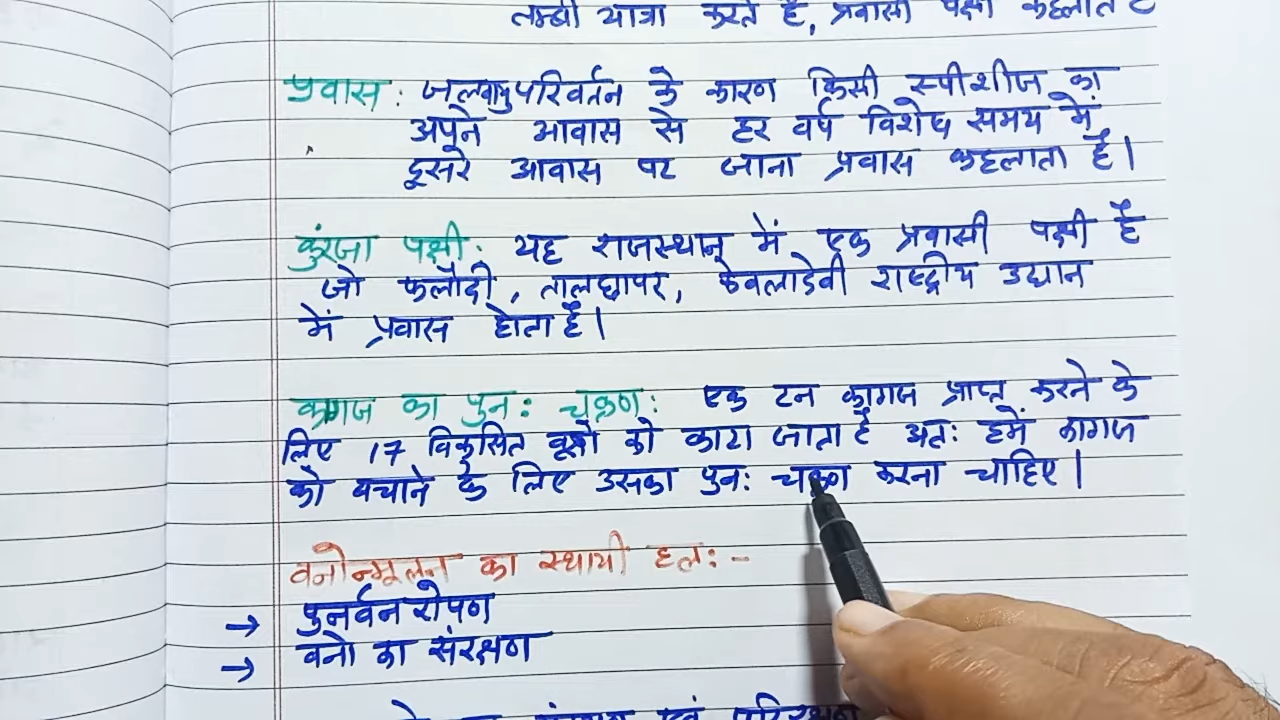 लम्बी यात्रा करते हैं, प्रवासी पक्षी कहलाते
प्रवास: जलवायु परिवर्तन के कारण किसी स्पीशीज का
अपने आवास से हर वर्ष विशेष समय में
दूसरे आवास पर जाना प्रवास कहलाता है।
कुंरजा पक्षी: यह राजस्थान में एक प्रवासी पक्षी है
जो फलौदी, तालछापर, केवलादेवी राष्ट्रीय उद्यान
में प्रवास होता है।
कागज का पुन: चक्रण: एक टन कागज प्राप्त करने के
लिए 17 विकसित वृक्षों को काटा जाता है अत: हमें कागज
को बचाने के लिए उसका पुन: चक्रण करना चाहिए।
वनोन्मूलन का स्थायी हल:-
→ पुनर्वन रोपण
→ वनो का संरक्षण
एवं